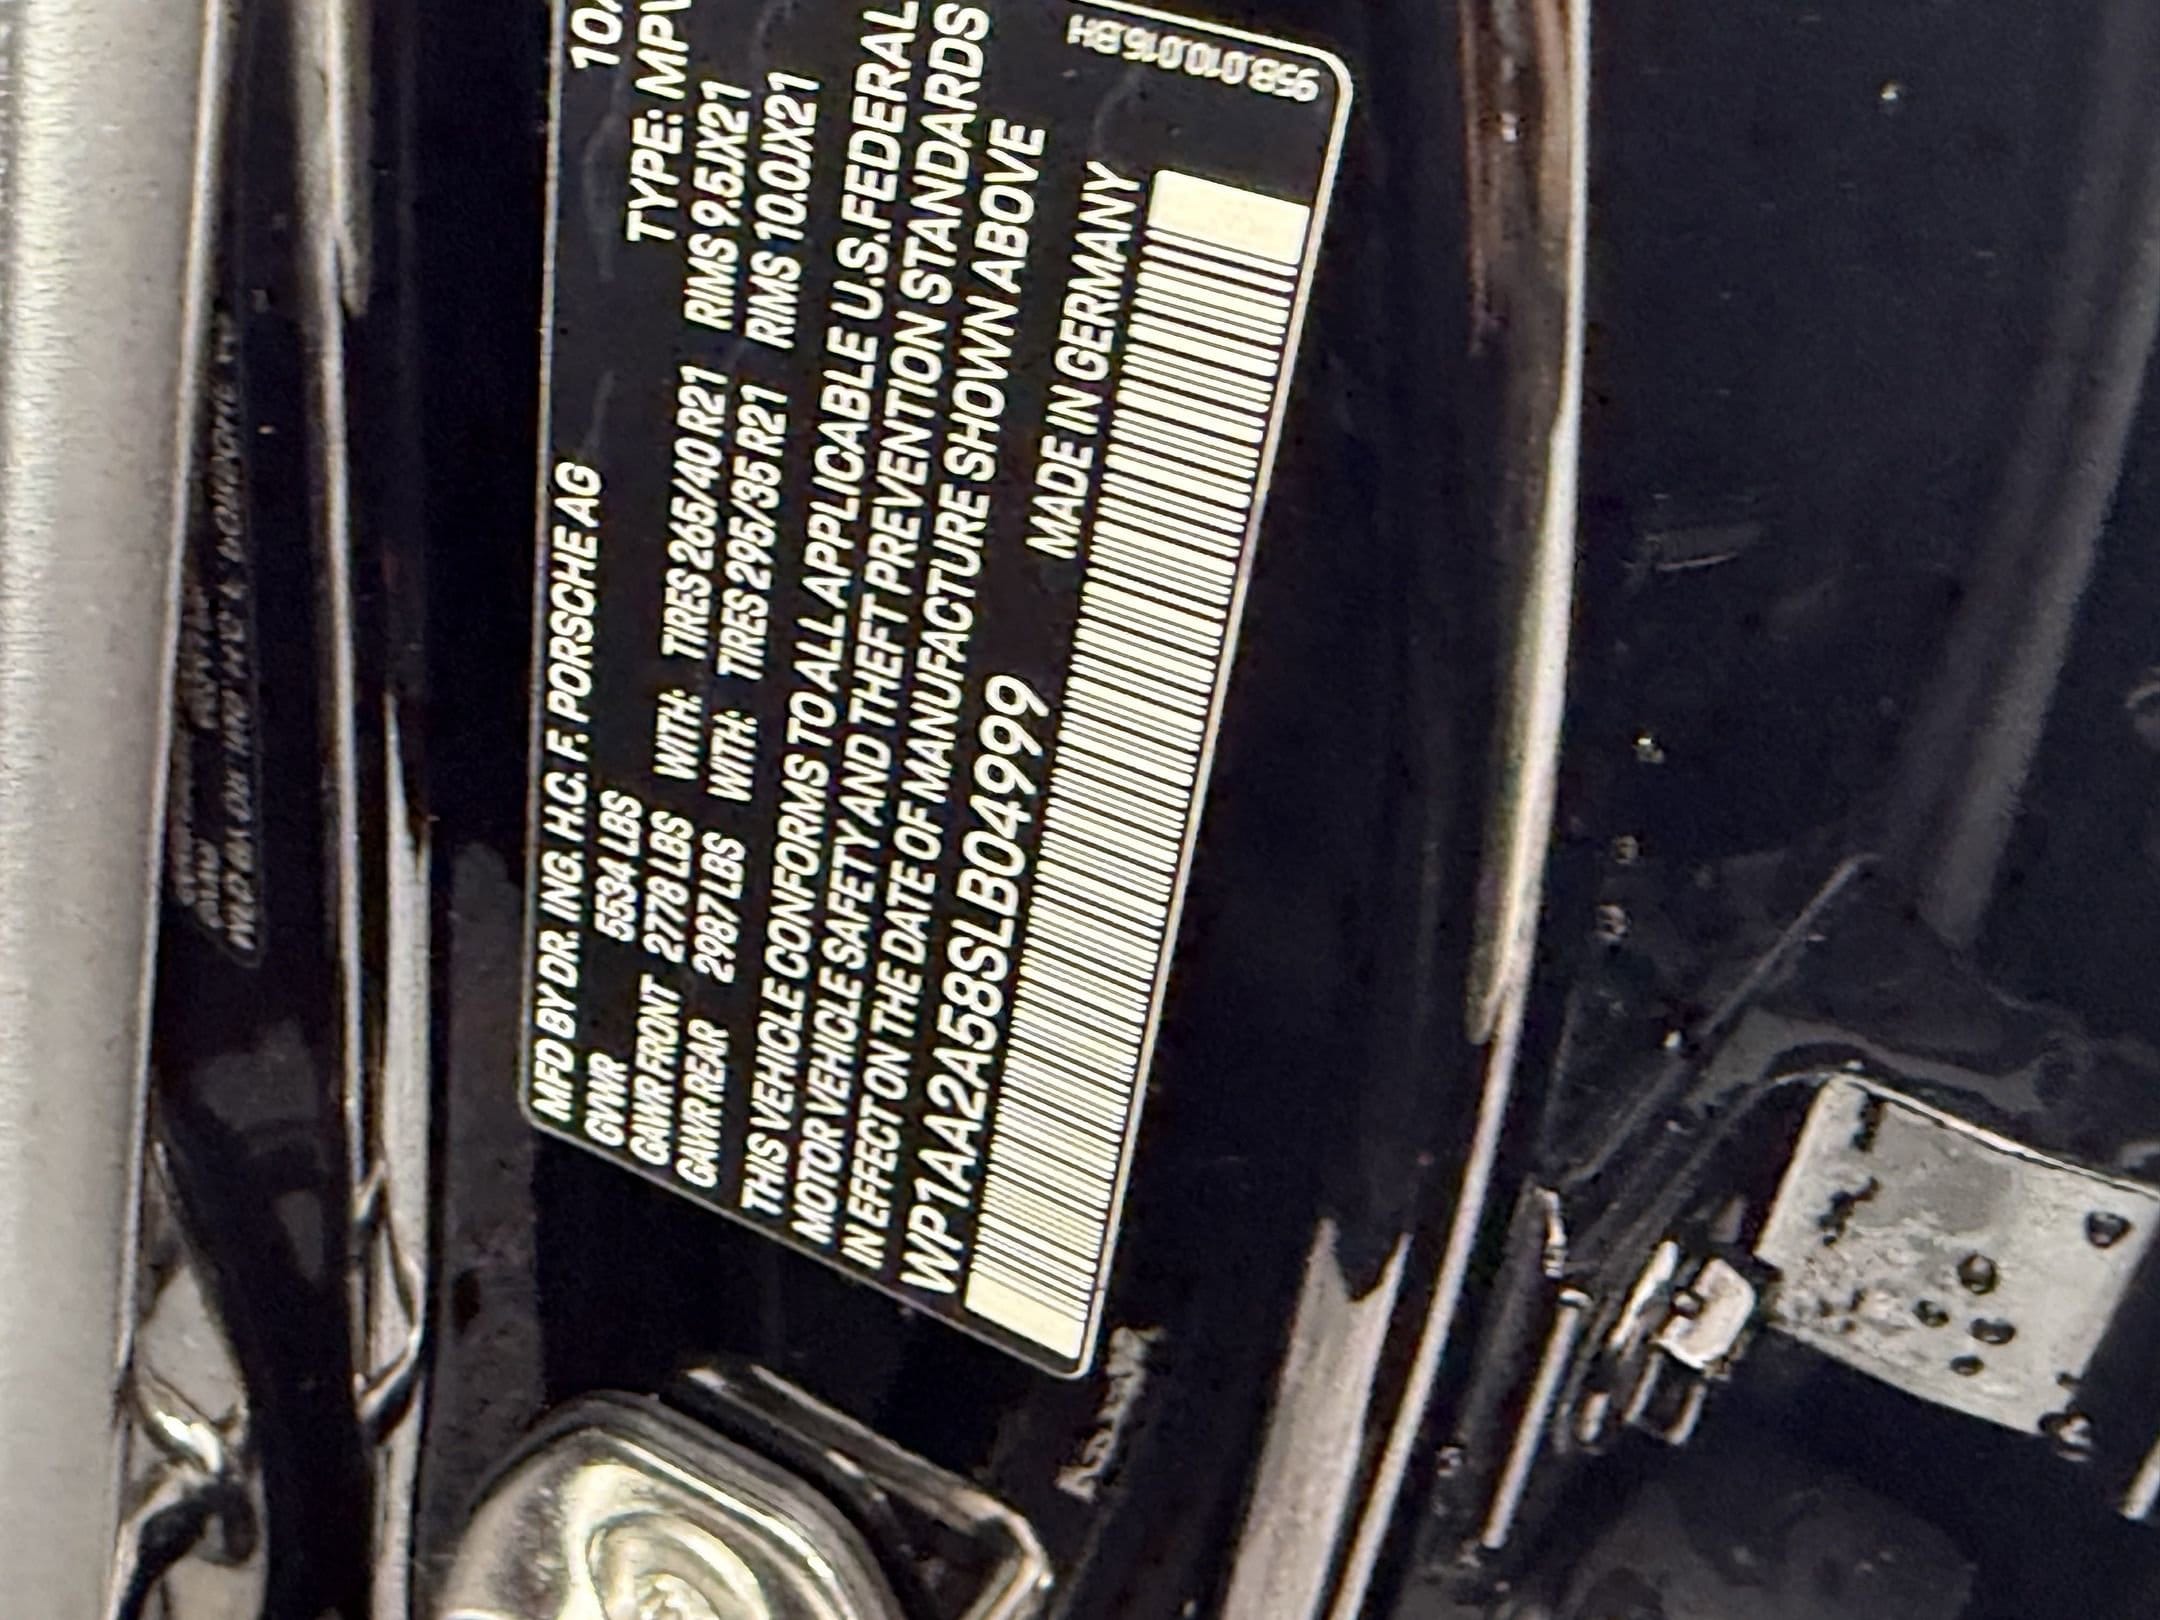 MFD BY DR. ING. H.C. F. PORSCHE AG 10/
GVWR 5534 LBS TYPE: MPV
GAWR FRONT 2778 LBS WITH: TIRES 265/40 R21 RIMS 9.5JX21
GAWR REAR 2987 LBS WITH: TIRES 295/35 R21 RIMS 10.0JX21
THIS VEHICLE CONFORMS TO ALL APPLICABLE U.S. FEDERAL
MOTOR VEHICLE SAFETY AND THEFT PREVENTION STANDARDS
IN EFFECT ON THE DATE OF MANUFACTURE SHOWN ABOVE
WP1AA2A58SLB04999 MADE IN GERMANY
95B.010.016.BH